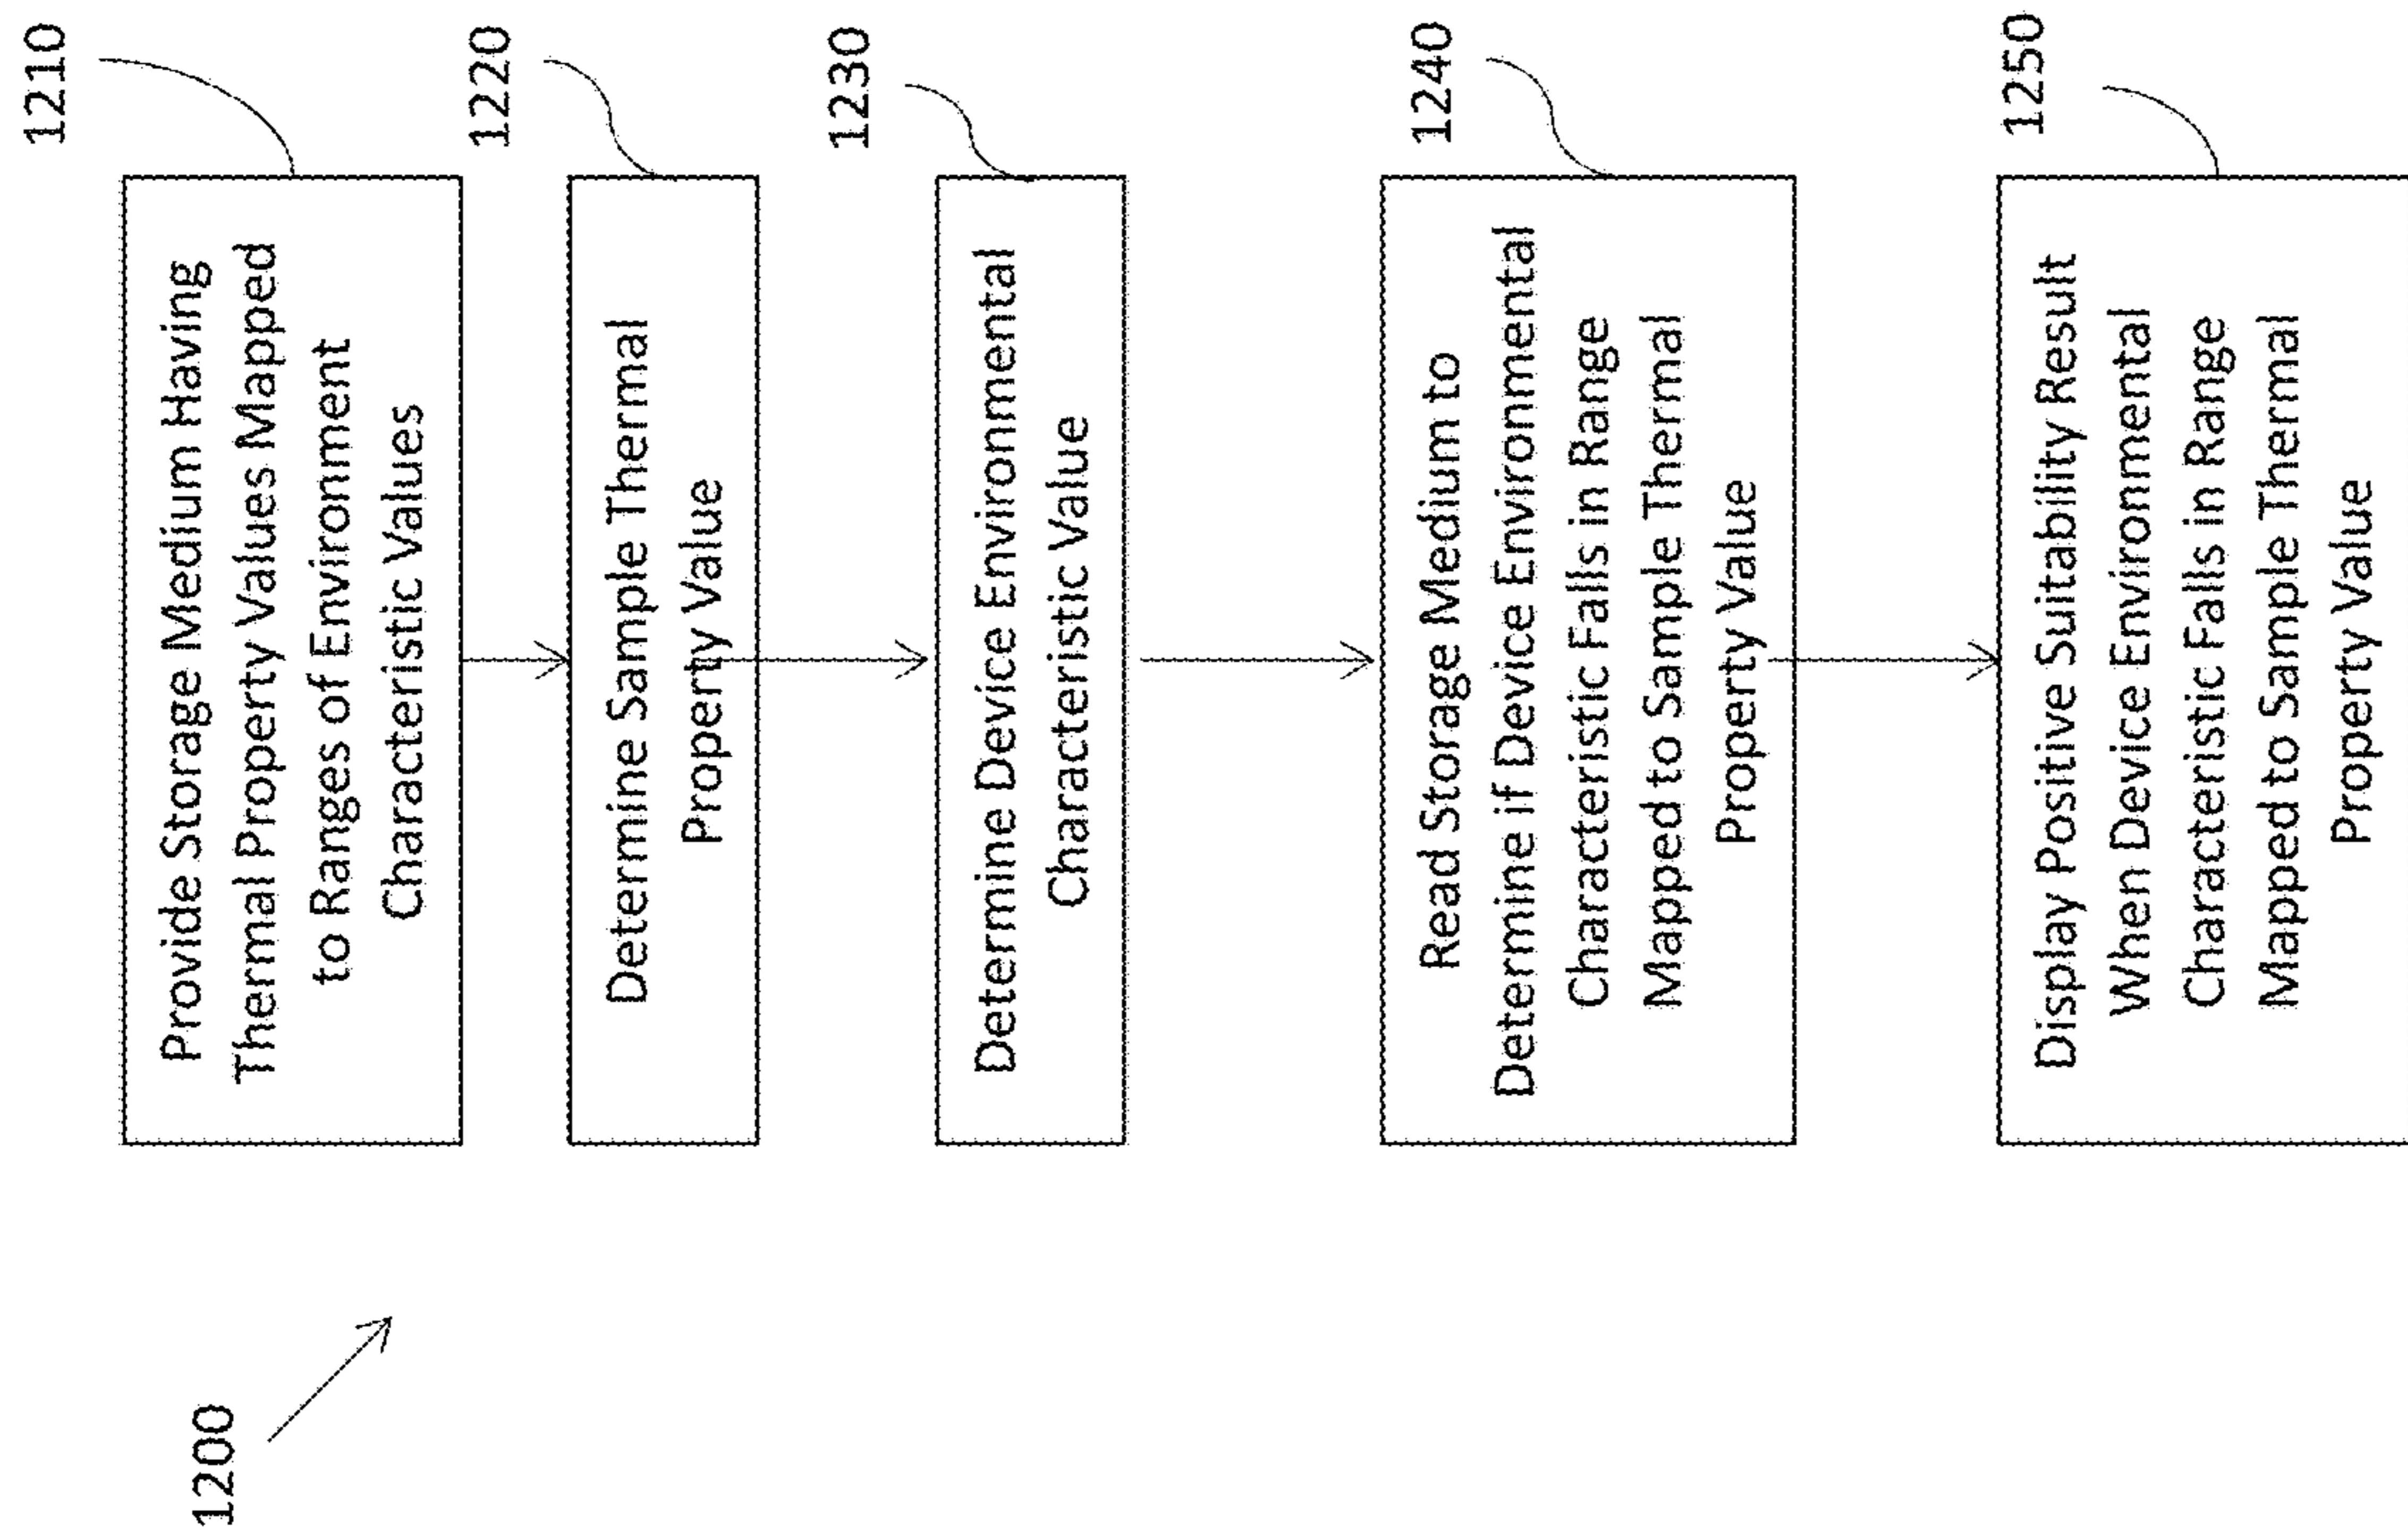 1200
1210
Provide Storage Medium Having
Thermal Property Values Mapped
to Ranges of Environment
Characteristic Values
1220
Determine Sample Thermal
Property Value
1230
Determine Device Environmental
Characteristic Value
1240
Read Storage Medium to
Determine if Device Environmental
Characteristic Falls in Range
Mapped to Sample Thermal
Property Value
1250
Display Positive Suitability Result
When Device Environmental
Characteristic Falls in Range
Mapped to Sample Thermal
Property Value